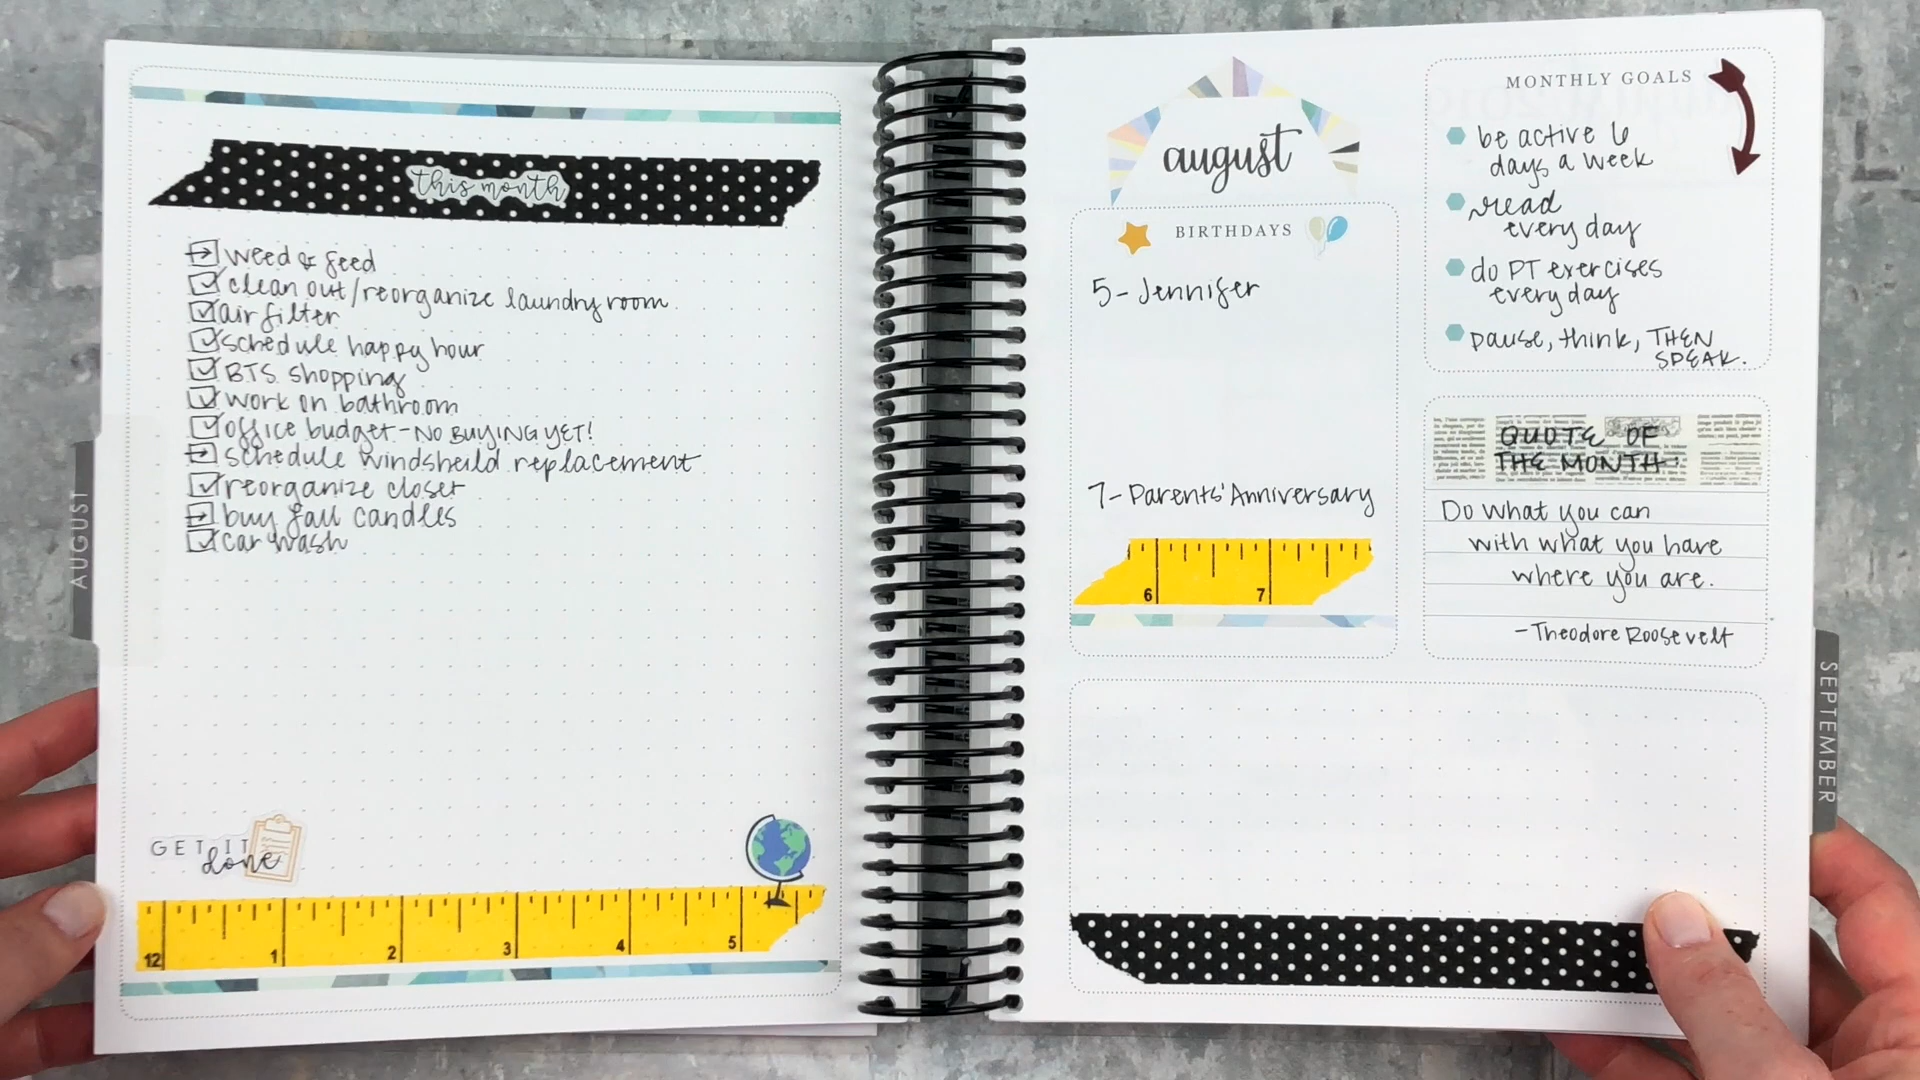 this month
weed & feed
clean out/reorganize laundry room
air filter
schedule happy hour
BTS shopping
work on bathroom
office budget - NO BUYING YET!
schedule windsheild replacement
reorganize closet
buy fall candles
car wash
GET IT
done
12 1 2 3 4 5
AUGUST
august
BIRTHDAYS
5 - Jennifer
7 - Parents' Anniversary
6 7
MONTHLY GOALS
be active 6
days a week
read
every day
do PT exercises
every day
pause, think, THEN
SPEAK.
QUOTE OF
THE MONTH
Do what you can
with what you have
where you are.
- Theodore Roosevelt
SEPTEMBER